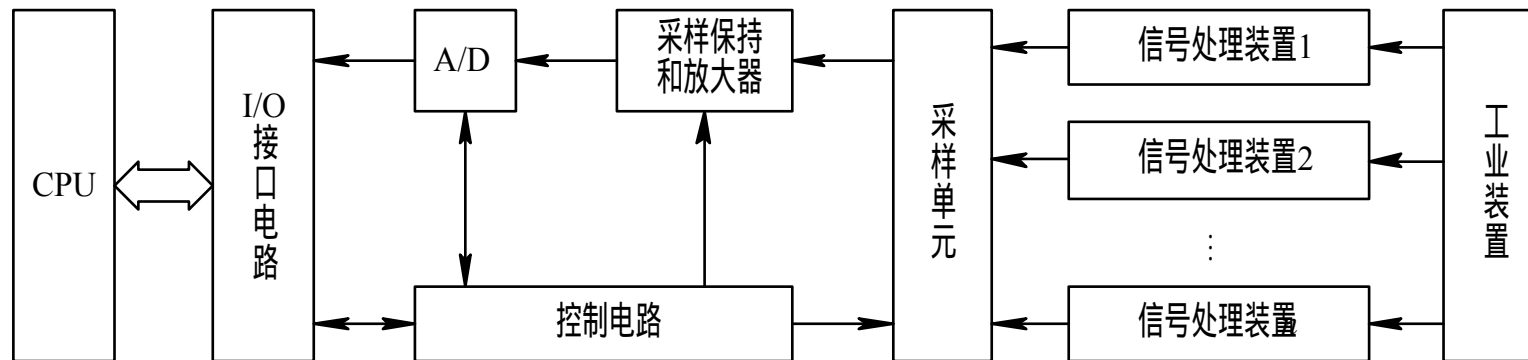 CPU
I/O
接口电路
A/D
采样保持
和放大器
控制电路
采样单元
信号处理装置1
信号处理装置2
⋮
信号处理装置n
工业装置